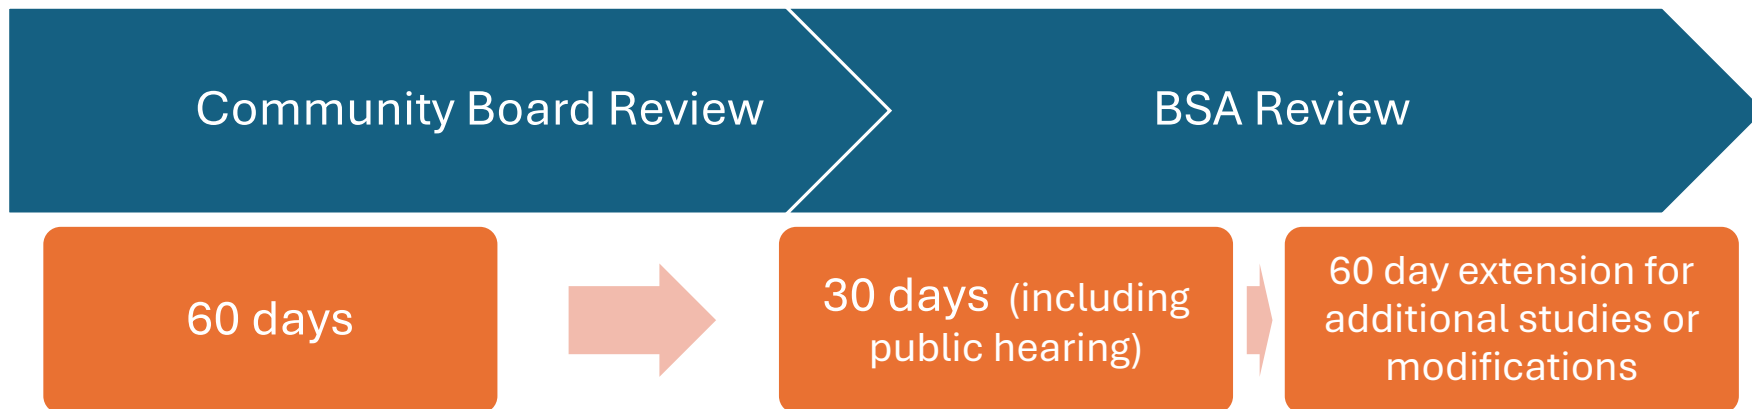 Community Board Review
BSA Review
60 days
30 days (including
public hearing)
60 day extension for
additional studies or
modifications